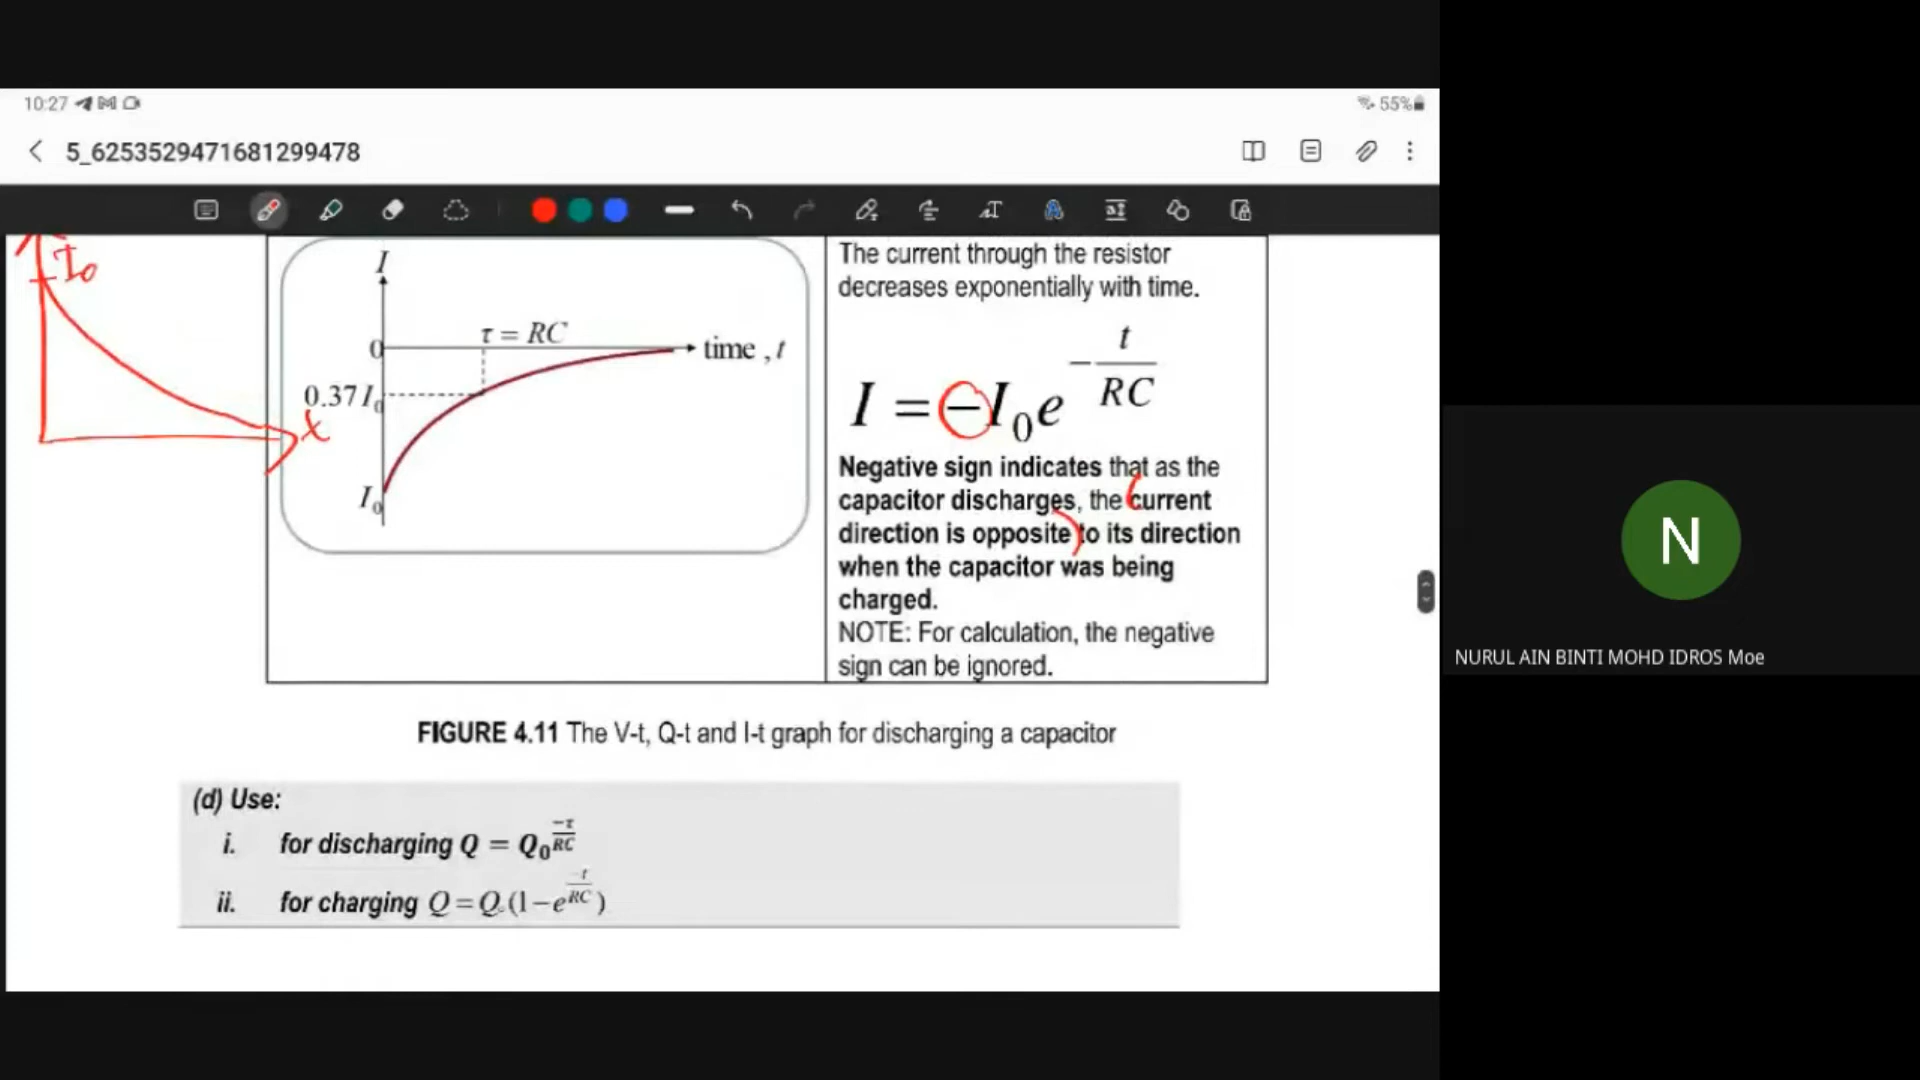 10:27
55%
5_6253529471681299478
I₀
t
I
τ = RC
0
time , t
0.37 I₀
I₀
The current through the resistor
decreases exponentially with time.
I = −I₀e^(−t/RC)
Negative sign indicates that as the
capacitor discharges, the current
direction is opposite to its direction
when the capacitor was being
charged.
NOTE: For calculation, the negative
sign can be ignored.
FIGURE 4.11 The V-t, Q-t and I-t graph for discharging a capacitor
(d) Use:
i. for discharging Q = Q₀^(−τ/RC)
ii. for charging Q = Q₀(1−e^(−t/RC))
N
NURUL AIN BINTI MOHD IDROS Moe